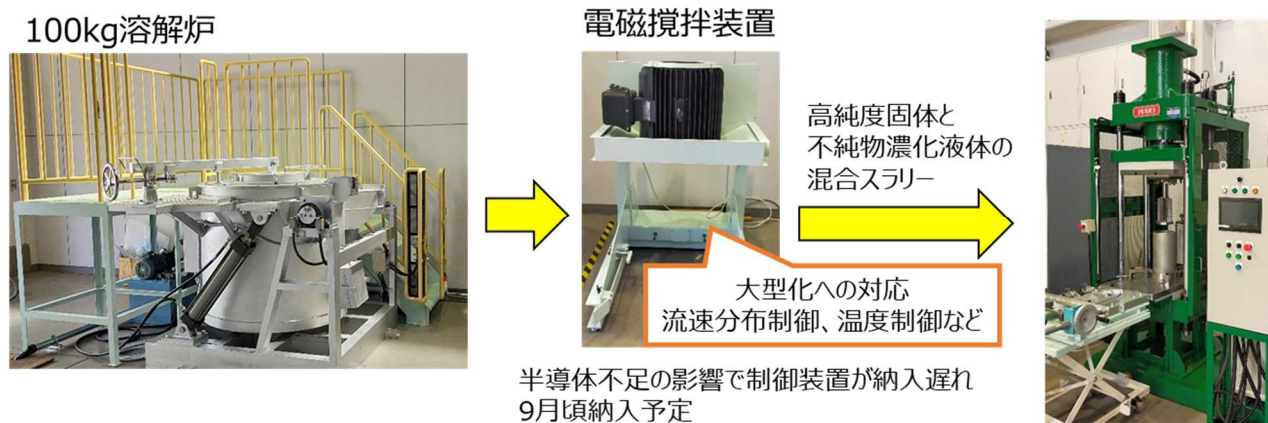 100kg溶解炉
電磁撹拌装置
高純度固体と
不純物濃化液体の
混合スラリー
大型化への対応
流速分布制御、温度制御など
半導体不足の影響で制御装置が納入遅れ
9月頃納入予定